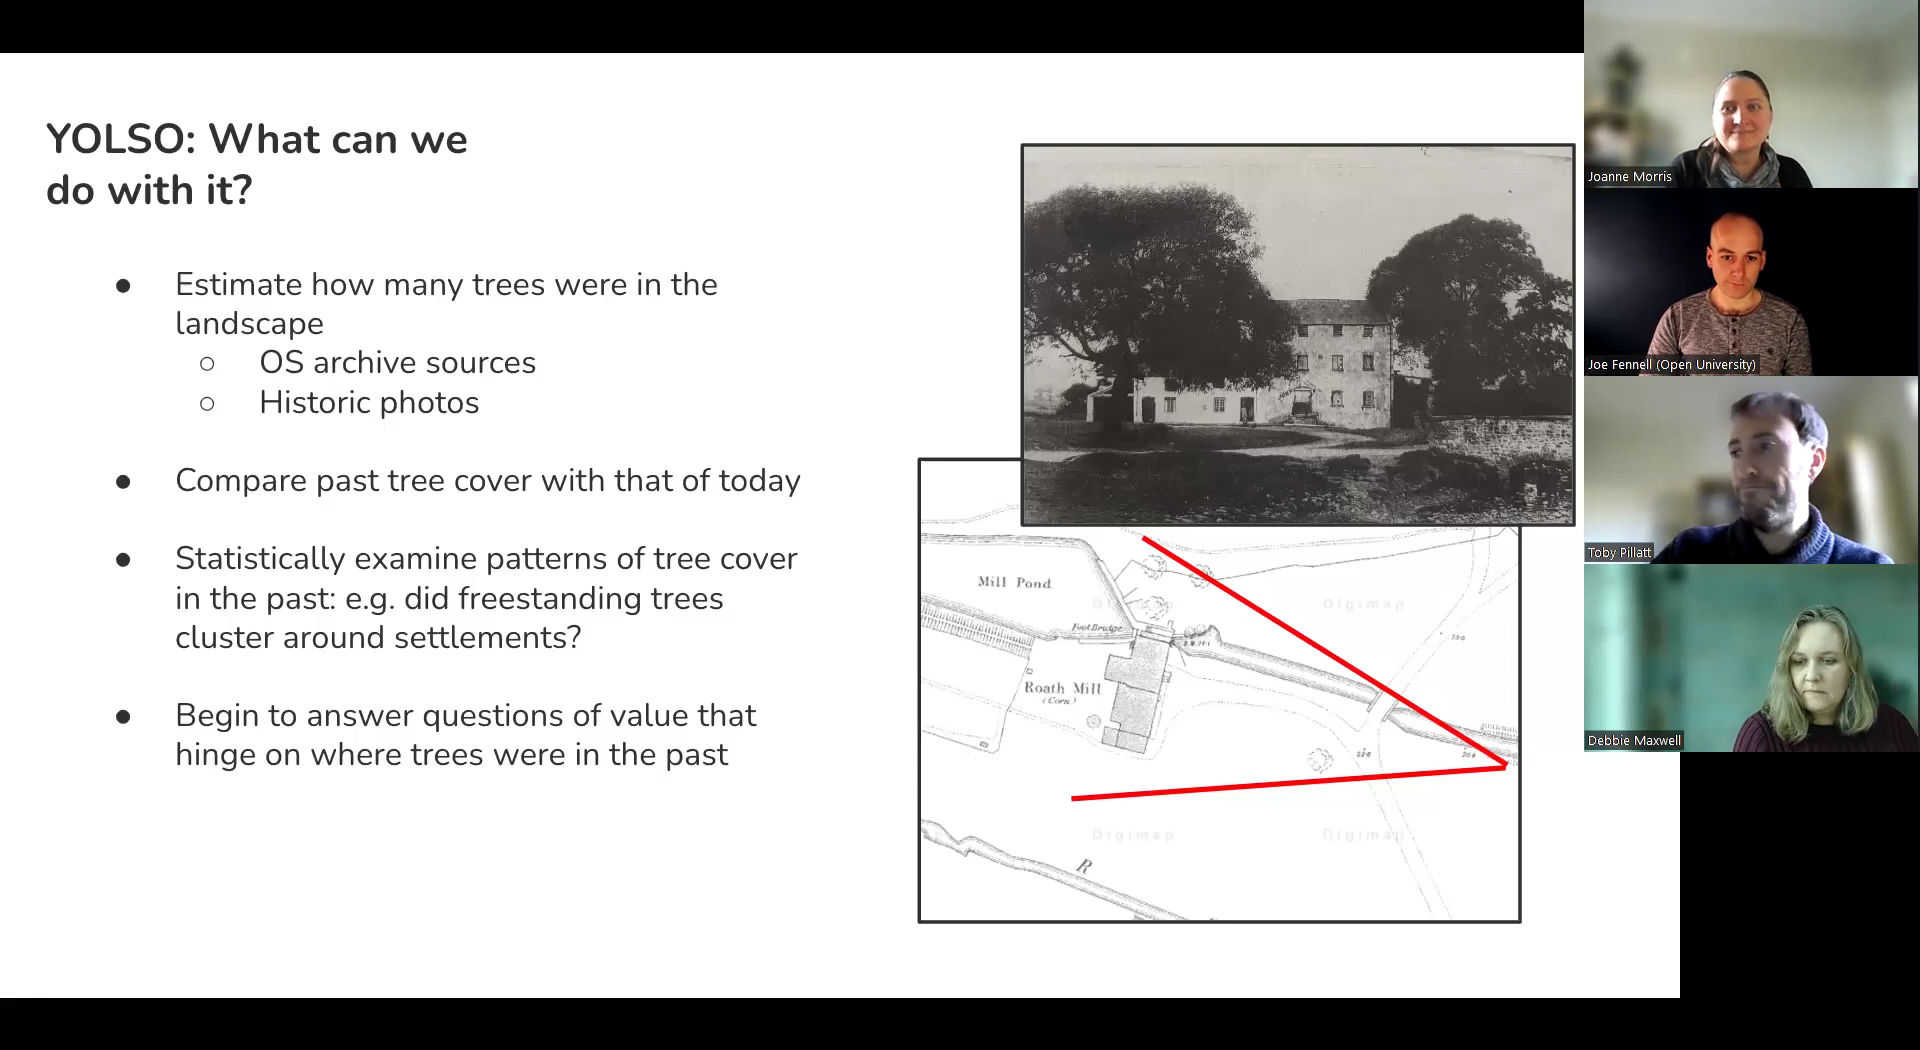 YOLSO: What can we
do with it?
● Estimate how many trees were in the
landscape
○ OS archive sources
○ Historic photos
● Compare past tree cover with that of today
● Statistically examine patterns of tree cover
in the past: e.g. did freestanding trees
cluster around settlements?
● Begin to answer questions of value that
hinge on where trees were in the past
Mill Pond
Digimap
Foot Bridge
Roath Mill
(Corn)
Digimap
Digimap
R
Joanne Morris
Joe Fennell (Open University)
Toby Pillatt
Debbie Maxwell